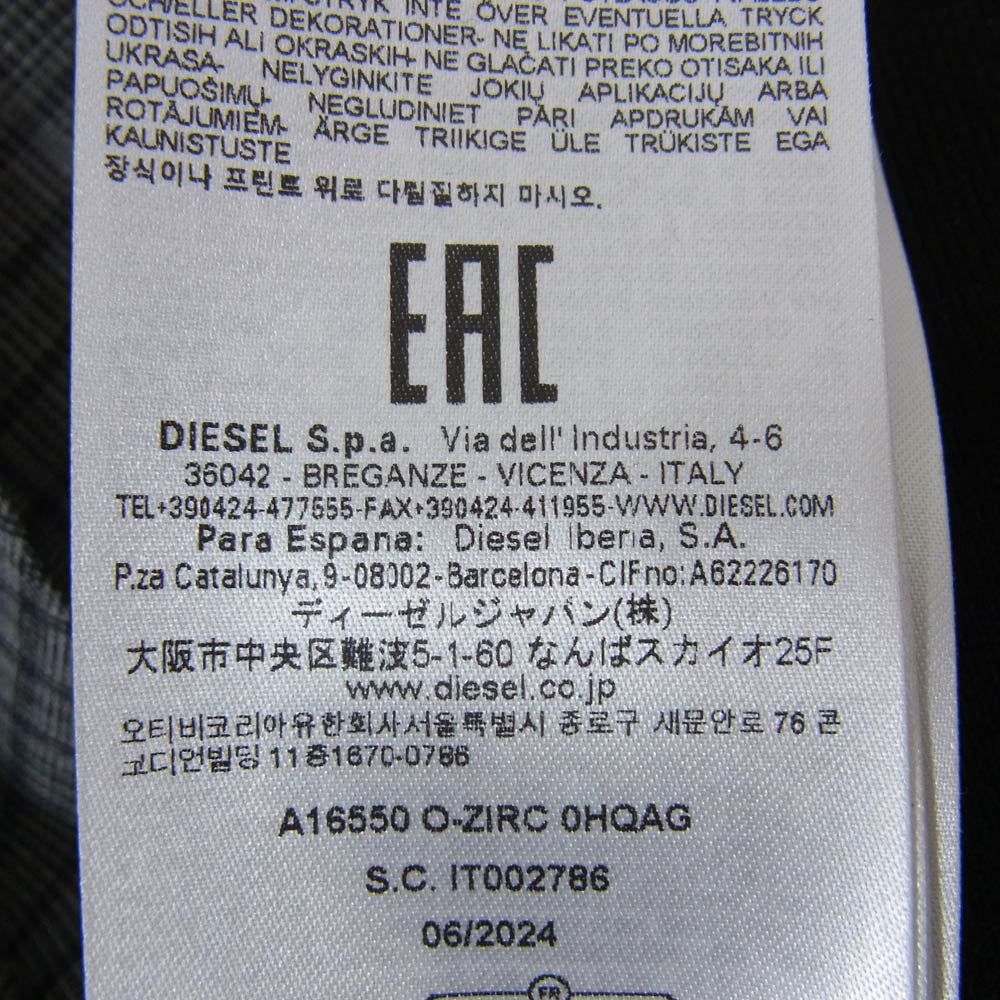 INTE ÖVER EVENTUELLA TRYCK
OCH/ELLER DEKORATIONER- NE LIKATI PO MOREBITNIH
ODTISIH ALI OKRASKIH- NE GLAČATI PREKO OTISAKA ILI
UKRASA- NELYGINKITE JOKIŲ APLIKACIJŲ ARBA
PAPUOŠIMŲ- NEGLUDINIET PĀRI APDRUKĀM VAI
ROTĀJUMIEM- ÄRGE TRIIKIGE ÜLE TRÜKISTE EGA
KAUNISTUSTE
장식이나 프린트 위로 다림질하지 마시오.
EAC
DIESEL S.p.a. Via dell' Industria, 4-6
36042 - BREGANZE - VICENZA - ITALY
TEL+390424-477555-FAX+390424-411955-WWW.DIESEL.COM
Para Espana: Diesel Iberia, S.A.
P.za Catalunya, 9-08002-Barcelona-CIFno:A62226170
ディーゼルジャパン(株)
大阪市中央区難波5-1-60 なんばスカイオ25F
www.diesel.co.jp
오티비코리아유한회사서울특별시 종로구 새문안로 76 콘
코디언빌딩 11층1670-0786
A16550 O-ZIRC 0HQAG
S.C. IT002786
06/2024
FR